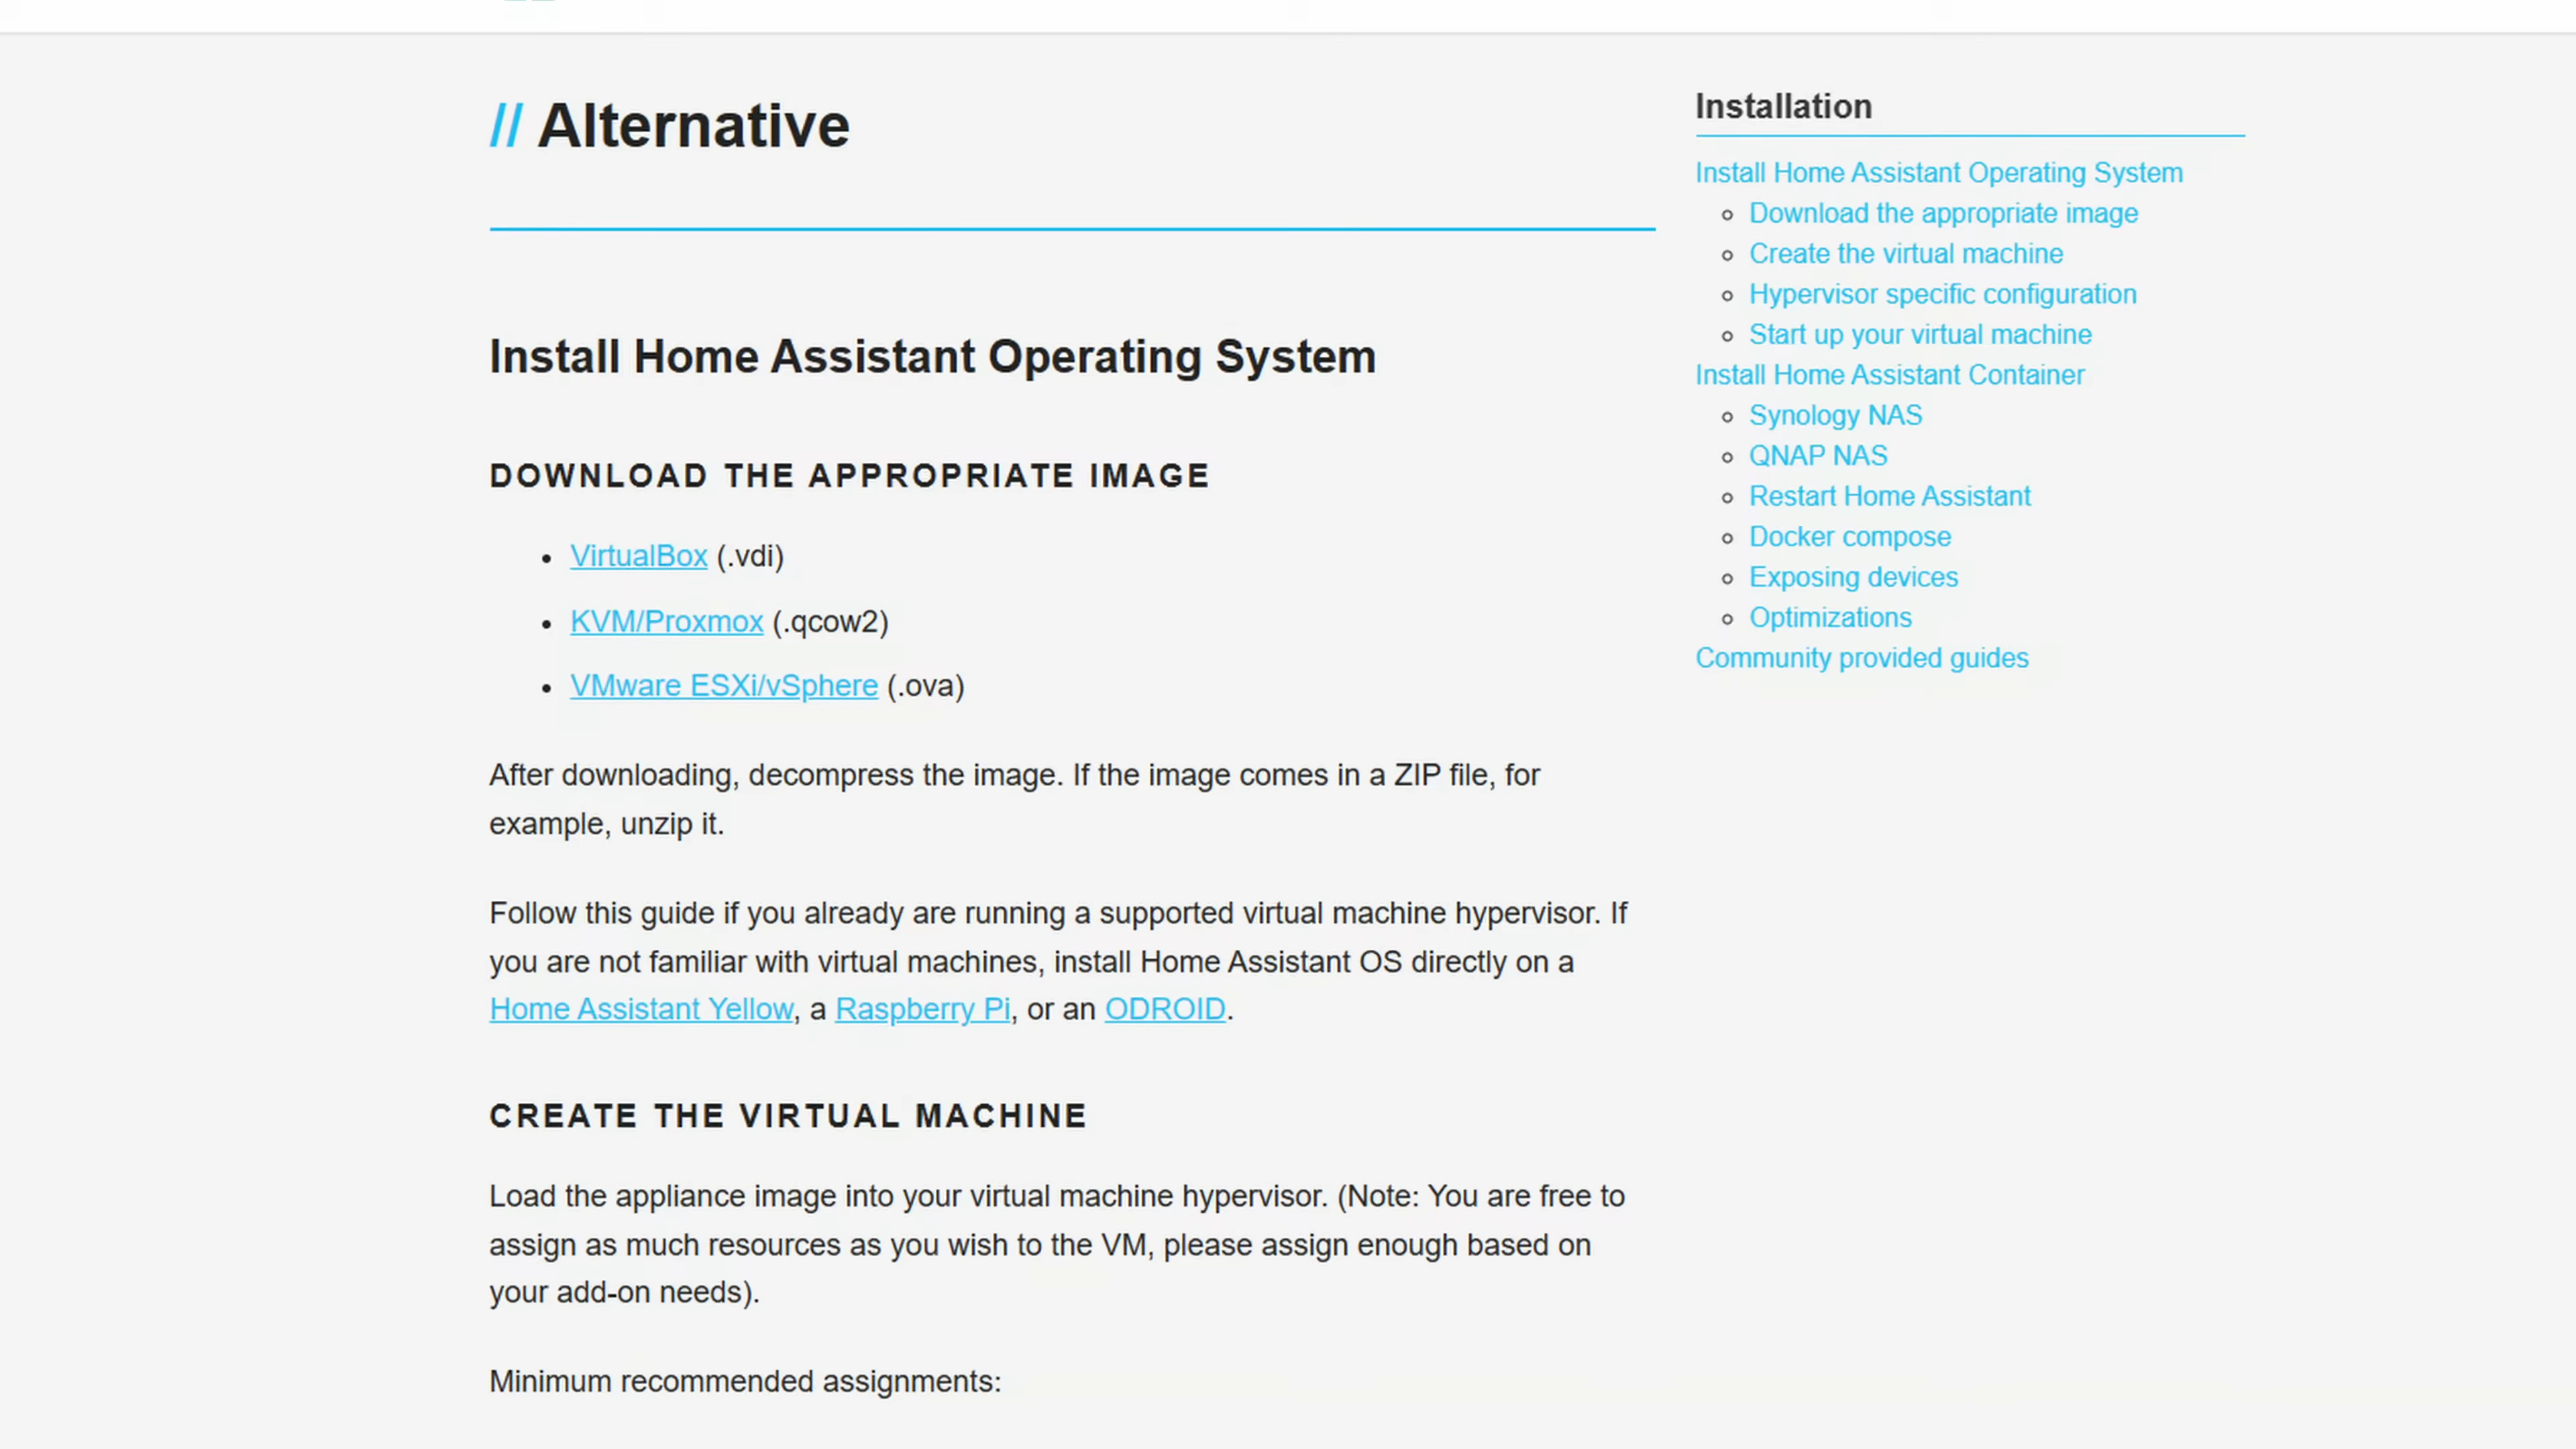 // Alternative
Install Home Assistant Operating System
DOWNLOAD THE APPROPRIATE IMAGE
• VirtualBox (.vdi)
• KVM/Proxmox (.qcow2)
• VMware ESXi/vSphere (.ova)
After downloading, decompress the image. If the image comes in a ZIP file, for
example, unzip it.
Follow this guide if you already are running a supported virtual machine hypervisor. If
you are not familiar with virtual machines, install Home Assistant OS directly on a
Home Assistant Yellow, a Raspberry Pi, or an ODROID.
CREATE THE VIRTUAL MACHINE
Load the appliance image into your virtual machine hypervisor. (Note: You are free to
assign as much resources as you wish to the VM, please assign enough based on
your add-on needs).
Minimum recommended assignments:
Installation
Install Home Assistant Operating System
Download the appropriate image
Create the virtual machine
Hypervisor specific configuration
Start up your virtual machine
Install Home Assistant Container
Synology NAS
QNAP NAS
Restart Home Assistant
Docker compose
Exposing devices
Optimizations
Community provided guides